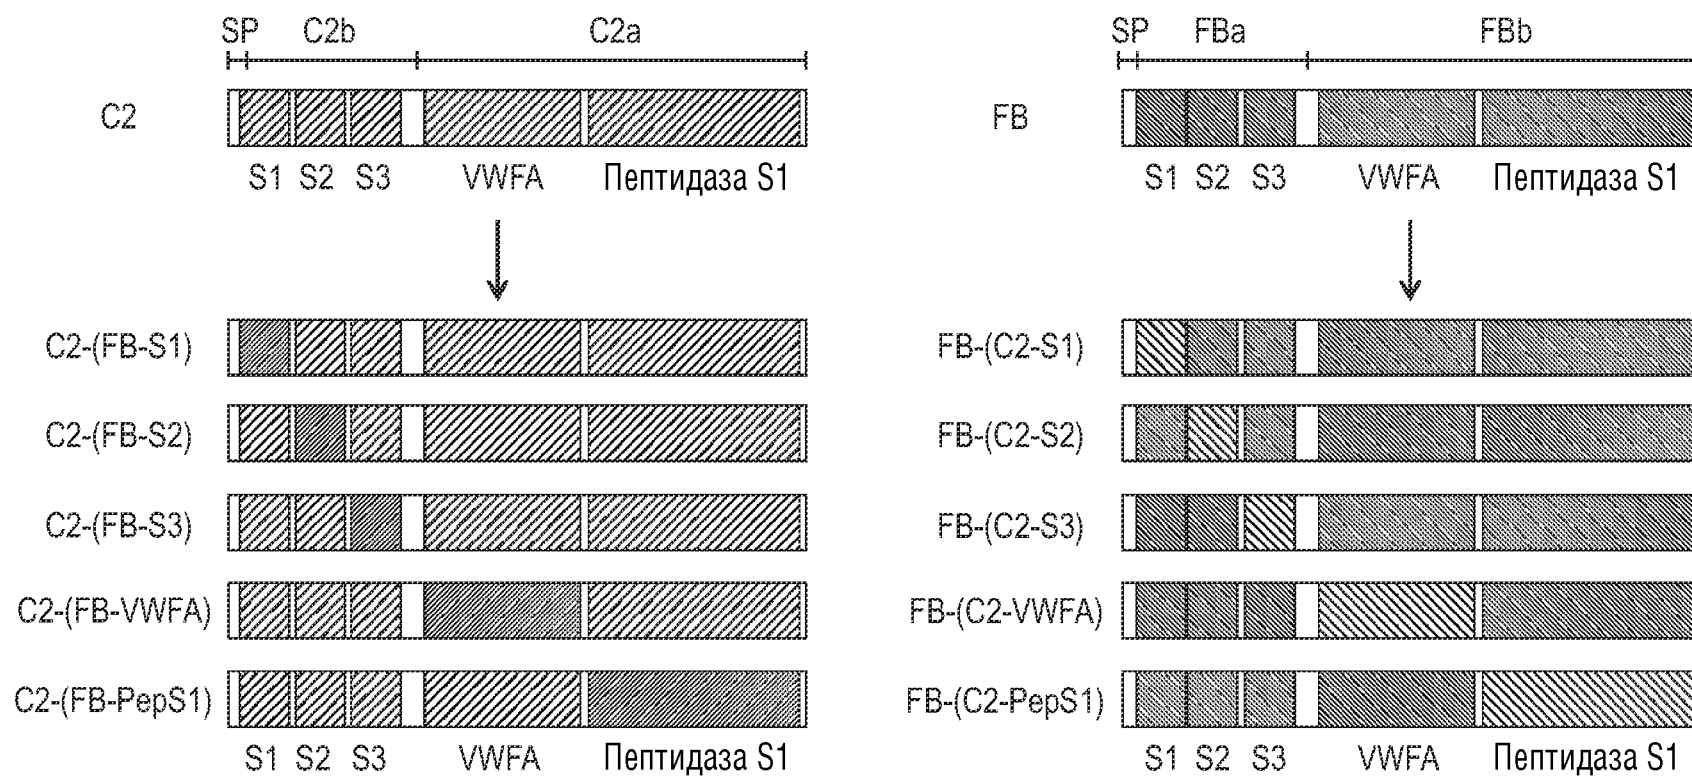 SP C2b C2a
C2
S1 S2 S3 VWFA Пептидаза S1
C2-(FB-S1)
C2-(FB-S2)
C2-(FB-S3)
C2-(FB-VWFA)
C2-(FB-PepS1)
S1 S2 S3 VWFA Пептидаза S1
SP FBa FBb
FB
S1 S2 S3 VWFA Пептидаза S1
FB-(C2-S1)
FB-(C2-S2)
FB-(C2-S3)
FB-(C2-VWFA)
FB-(C2-PepS1)
S1 S2 S3 VWFA Пептидаза S1